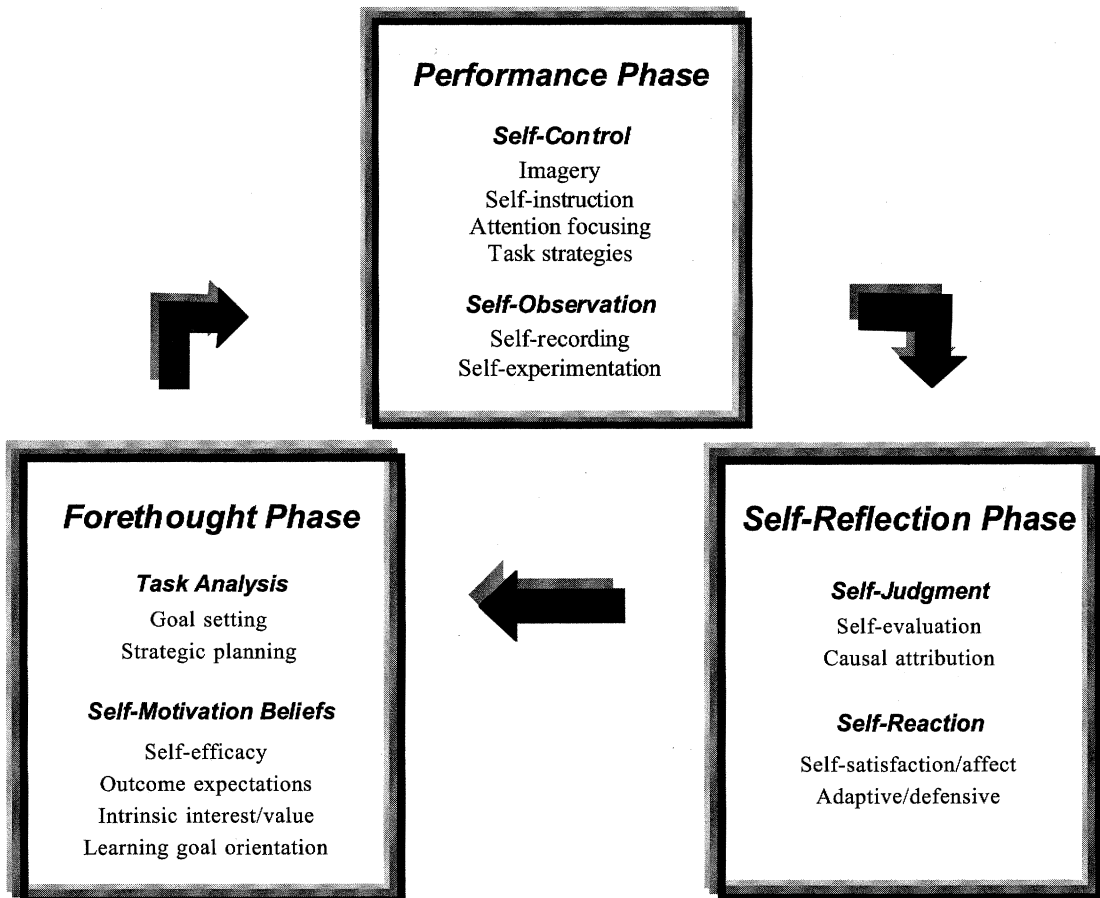 Performance Phase
Self-Control
Imagery
Self-instruction
Attention focusing
Task strategies
Self-Observation
Self-recording
Self-experimentation
Forethought Phase
Task Analysis
Goal setting
Strategic planning
Self-Motivation Beliefs
Self-efficacy
Outcome expectations
Intrinsic interest/value
Learning goal orientation
Self-Reflection Phase
Self-Judgment
Self-evaluation
Causal attribution
Self-Reaction
Self-satisfaction/affect
Adaptive/defensive